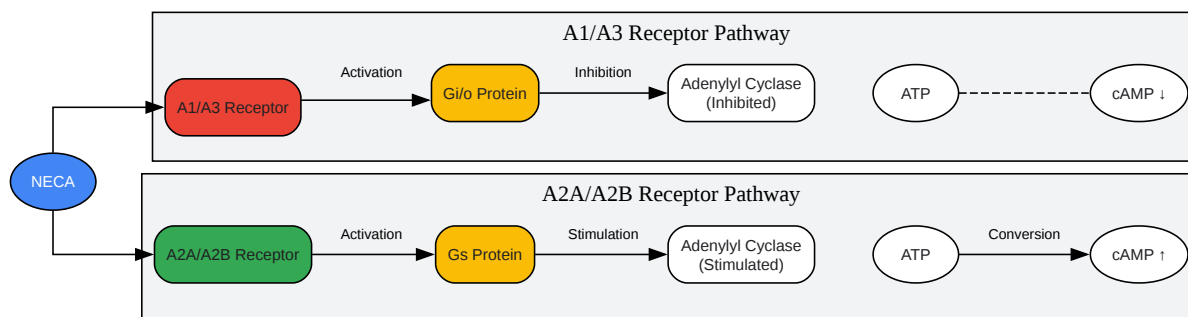 A1/A3 Receptor Pathway
Activation
Inhibition
A1/A3 Receptor
Gi/o Protein
Adenylyl Cyclase
(Inhibited)
ATP
cAMP ↓
NECA
A2A/A2B Receptor Pathway
Activation
Stimulation
Conversion
A2A/A2B Receptor
Gs Protein
Adenylyl Cyclase
(Stimulated)
ATP
cAMP ↑